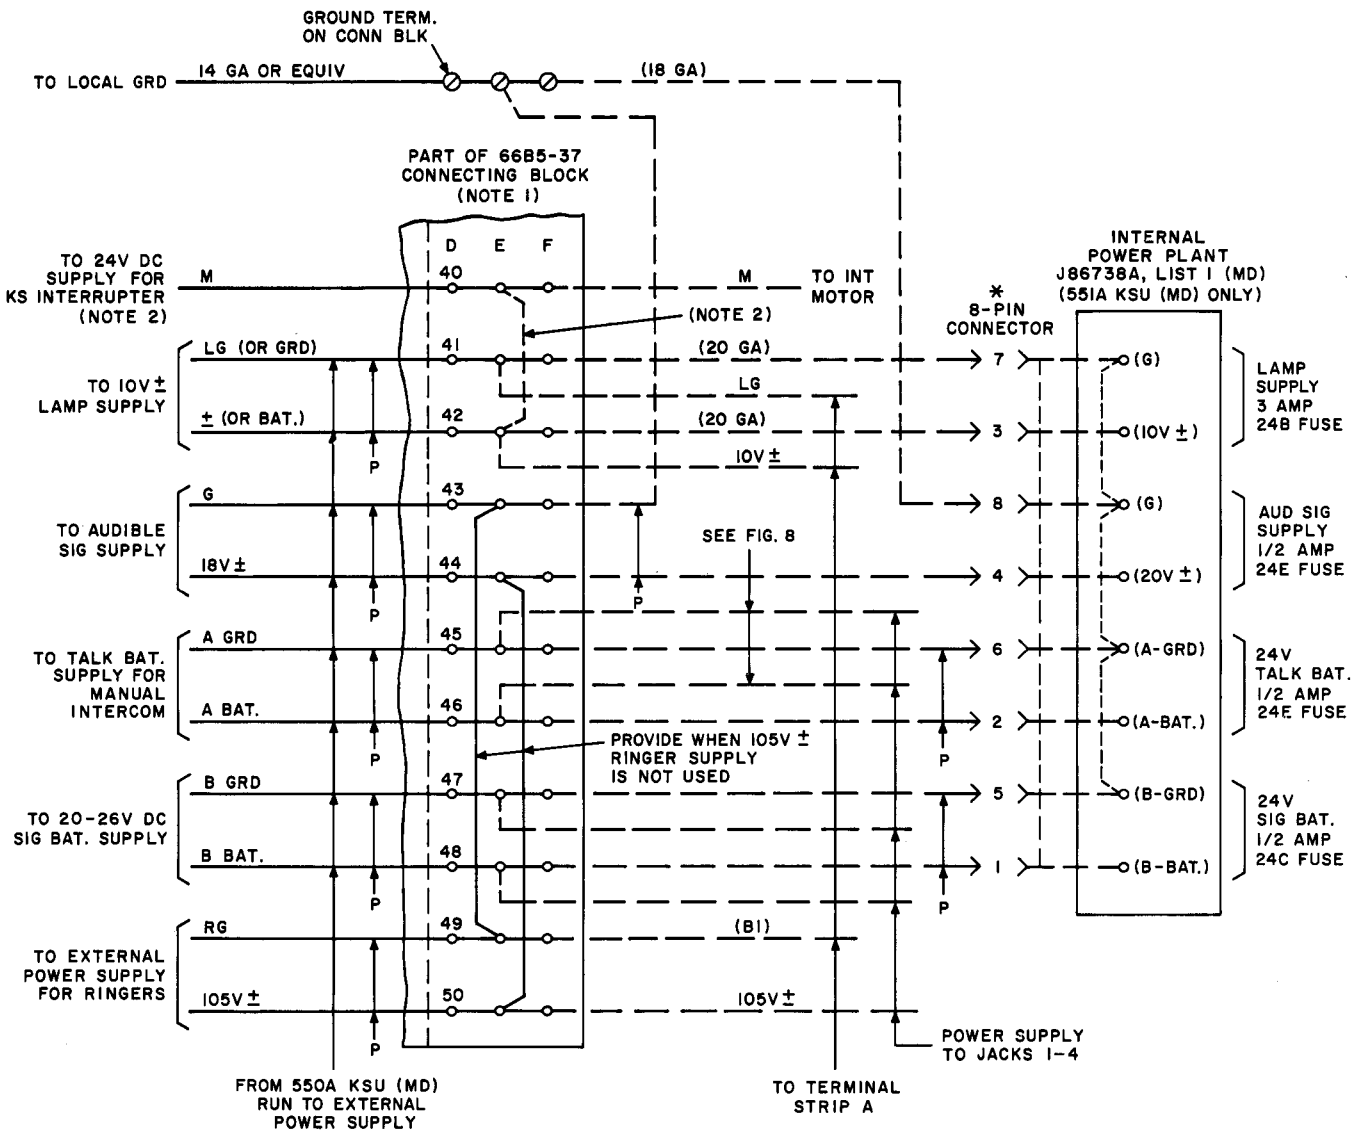 GROUND TERM.
ON CONN BLK
TO LOCAL GRD
14 GA OR EQUIV
(18 GA)
PART OF 66B5-37
CONNECTING BLOCK
(NOTE 1)
D E F
TO 24V DC
SUPPLY FOR
KS INTERRUPTER
(NOTE 2)
M
40
M
TO INT
MOTOR
(NOTE 2)
INTERNAL
POWER PLANT
J86738A, LIST 1 (MD)
(551A KSU (MD) ONLY)
*
8-PIN
CONNECTOR
TO 10V ±
LAMP SUPPLY
LG (OR GRD)
41
(20 GA)
7
(G)
LG
± (OR BAT.)
42
(20 GA)
3
(10V ±)
10V ±
P
LAMP
SUPPLY
3 AMP
24B FUSE
TO AUDIBLE
SIG SUPPLY
G
43
8
(G)
SEE FIG. 8
18V ±
44
4
(20V ±)
P
P
AUD SIG
SUPPLY
1/2 AMP
24E FUSE
TO TALK BAT.
SUPPLY FOR
MANUAL
INTERCOM
A GRD
45
6
(A-GRD)
A BAT.
46
2
(A-BAT.)
P
P
24V
TALK BAT.
1/2 AMP
24E FUSE
PROVIDE WHEN 105V ±
RINGER SUPPLY
IS NOT USED
TO 20-26V DC
SIG BAT. SUPPLY
B GRD
47
5
(B-GRD)
B BAT.
48
1
(B-BAT.)
P
P
24V
SIG BAT.
1/2 AMP
24C FUSE
TO EXTERNAL
POWER SUPPLY
FOR RINGERS
RG
49
(B1)
105V ±
50
105V ±
P
POWER SUPPLY
TO JACKS 1-4
FROM 550A KSU (MD)
RUN TO EXTERNAL
POWER SUPPLY
TO TERMINAL
STRIP A